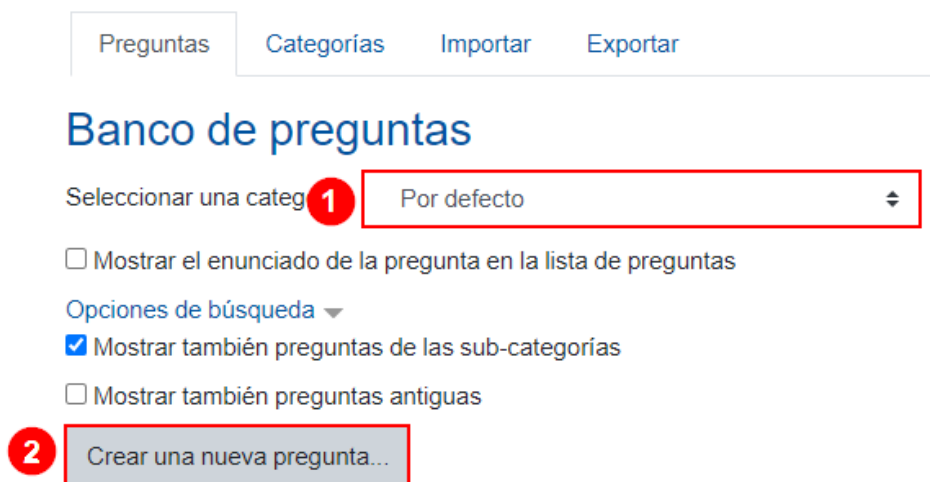 Preguntas Categorías Importar Exportar
Banco de preguntas
Seleccionar una categ 1 Por defecto
Mostrar el enunciado de la pregunta en la lista de preguntas
Opciones de búsqueda
Mostrar también preguntas de las sub-categorías
Mostrar también preguntas antiguas
2 Crear una nueva pregunta...